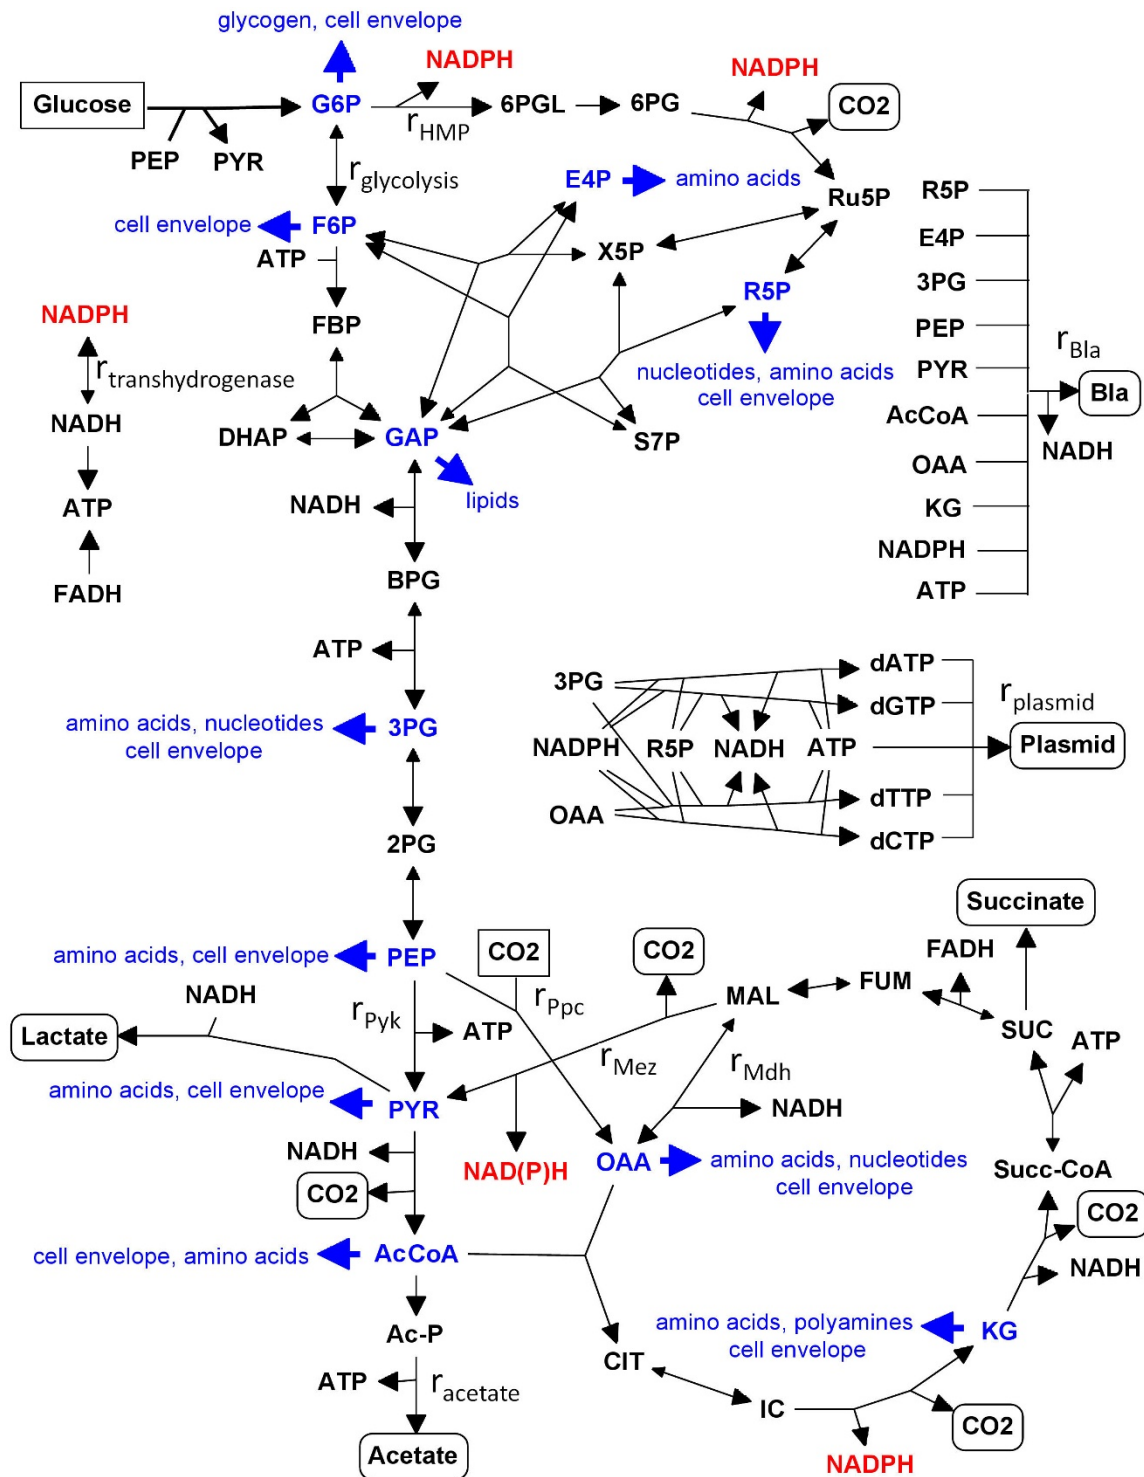 glycogen, cell envelope
NADPH
NADPH
Glucose
G6P
6PGL
6PG
CO2
r_HMP
PEP
PYR
r_glycolysis
E4P
amino acids
Ru5P
R5P
cell envelope
F6P
E4P
ATP
X5P
3PG
R5P
NADPH
FBP
PEP
r_Bla
r_transhydrogenase
nucleotides, amino acids
cell envelope
PYR
Bla
NADH
DHAP
GAP
S7P
AcCoA
NADH
OAA
ATP
NADH
lipids
KG
NADPH
FADH
BPG
ATP
ATP
3PG
dATP
r_plasmid
amino acids, nucleotides
cell envelope
3PG
dGTP
NADPH
R5P
NADH
ATP
Plasmid
dTTP
OAA
dCTP
2PG
Succinate
amino acids, cell envelope
PEP
CO2
CO2
FADH
NADH
r_Ppc
MAL
FUM
r_Pyk
ATP
SUC
ATP
Lactate
r_Mez
r_Mdh
amino acids, cell envelope
PYR
NADH
NADH
NAD(P)H
OAA
amino acids, nucleotides
cell envelope
Succ-CoA
CO2
CO2
cell envelope, amino acids
AcCoA
NADH
Ac-P
amino acids, polyamines
cell envelope
KG
CIT
ATP
r_acetate
IC
CO2
Acetate
NADPH